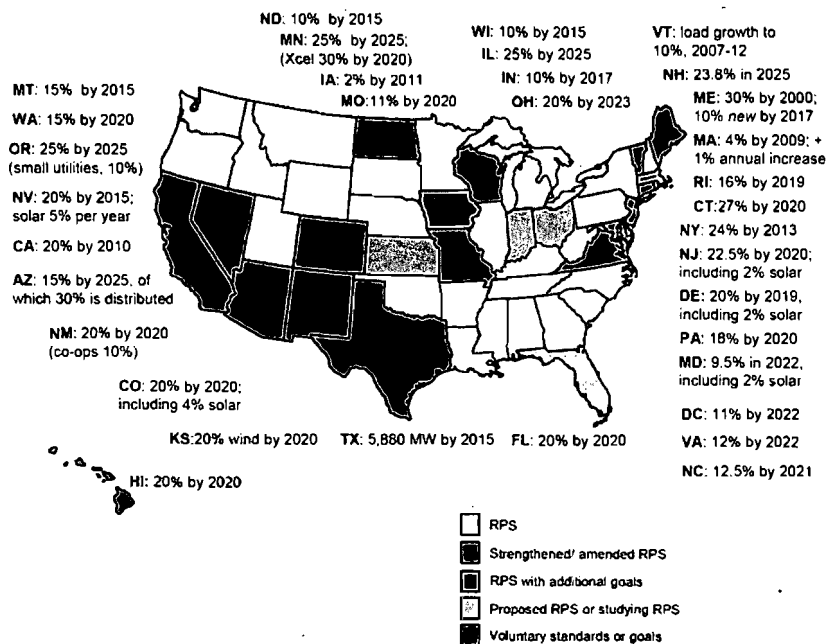 ND: 10% by 2015
MN: 25% by 2025;
(Xcel 30% by 2020)
IA: 2% by 2011
MO:11% by 2020
WI: 10% by 2015
IL: 25% by 2025
IN: 10% by 2017
OH: 20% by 2023
VT: load growth to
10%, 2007-12
NH: 23.8% in 2025
ME: 30% by 2000;
10% new by 2017
MA: 4% by 2009; +
1% annual increase
RI: 16% by 2019
CT:27% by 2020
NY: 24% by 2013
NJ: 22.5% by 2020;
including 2% solar
DE: 20% by 2019,
including 2% solar
PA: 18% by 2020
MD: 9.5% in 2022,
including 2% solar
DC: 11% by 2022
VA: 12% by 2022
NC: 12.5% by 2021
MT: 15% by 2015
WA: 15% by 2020
OR: 25% by 2025
(small utilities, 10%)
NV: 20% by 2015;
solar 5% per year
CA: 20% by 2010
AZ: 15% by 2025, of
which 30% is distributed
NM: 20% by 2020
(co-ops 10%)
CO: 20% by 2020;
including 4% solar
KS:20% wind by 2020
TX: 5,880 MW by 2015
FL: 20% by 2020
HI: 20% by 2020
RPS
Strengthened/ amended RPS
RPS with additional goals
Proposed RPS or studying RPS
Voluntary standards or goals